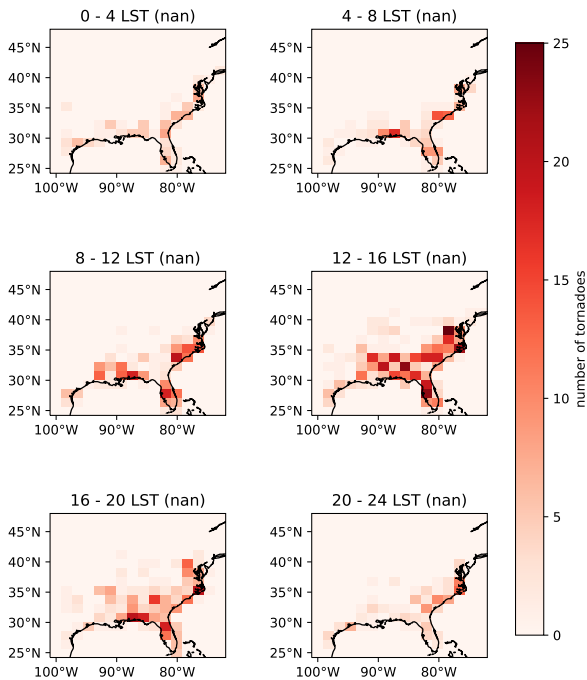 0 - 4 LST (nan)
4 - 8 LST (nan)
45°N
40°N
35°N
30°N
25°N
100°W 90°W 80°W
45°N
40°N
35°N
30°N
25°N
100°W 90°W 80°W
8 - 12 LST (nan)
12 - 16 LST (nan)
45°N
40°N
35°N
30°N
25°N
100°W 90°W 80°W
45°N
40°N
35°N
30°N
25°N
100°W 90°W 80°W
16 - 20 LST (nan)
20 - 24 LST (nan)
45°N
40°N
35°N
30°N
25°N
100°W 90°W 80°W
45°N
40°N
35°N
30°N
25°N
100°W 90°W 80°W
25
20
15
10
5
0
number of tornadoes